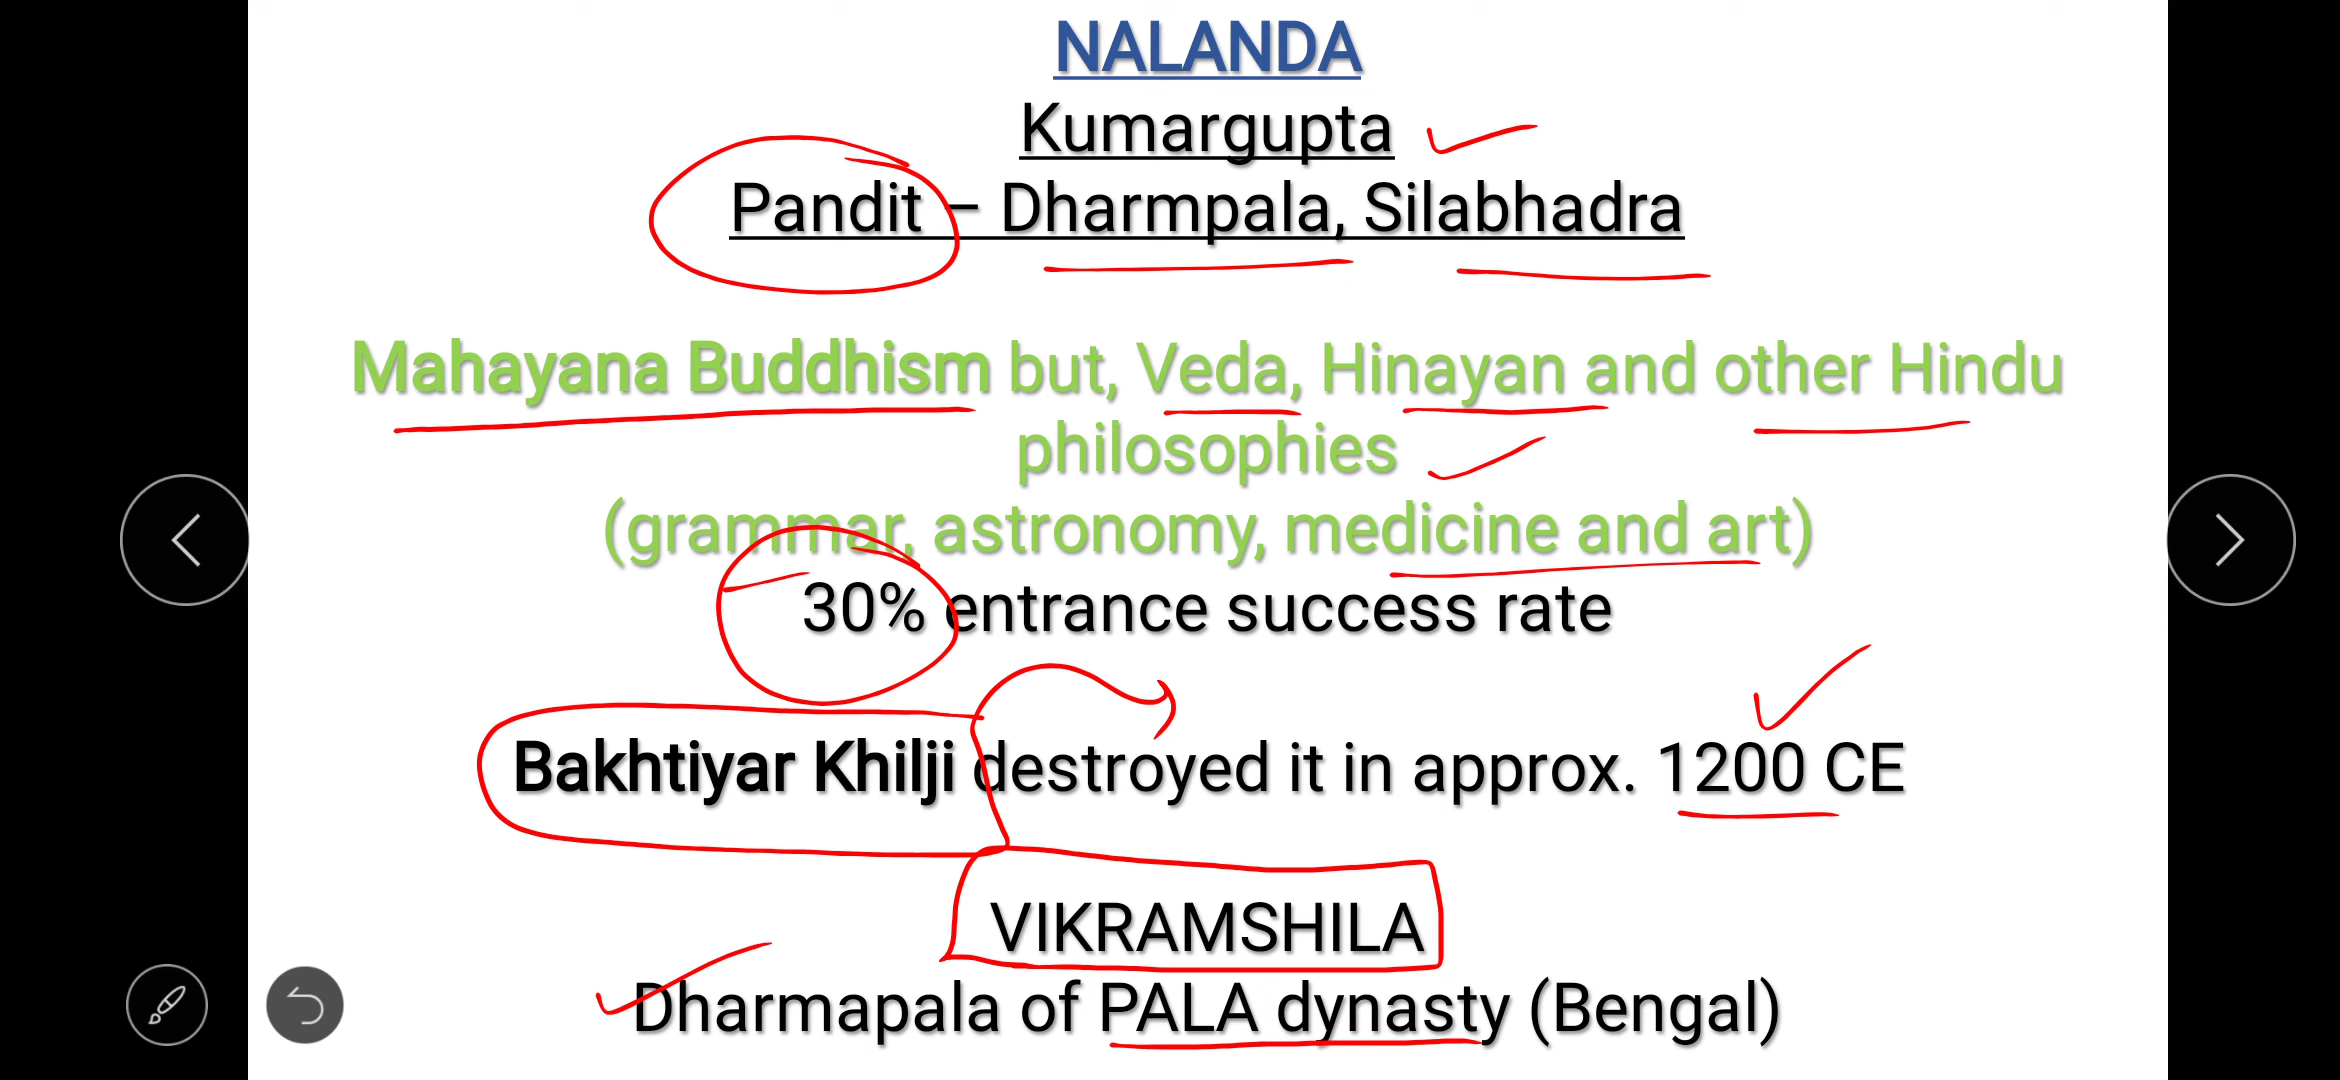 NALANDA
Kumargupta
Pandit – Dharmpala, Silabhadra
Mahayana Buddhism but, Veda, Hinayan and other Hindu
philosophies
(grammar, astronomy, medicine and art)
30% entrance success rate
Bakhtiyar Khilji destroyed it in approx. 1200 CE
VIKRAMSHILA
Dharmapala of PALA dynasty (Bengal)